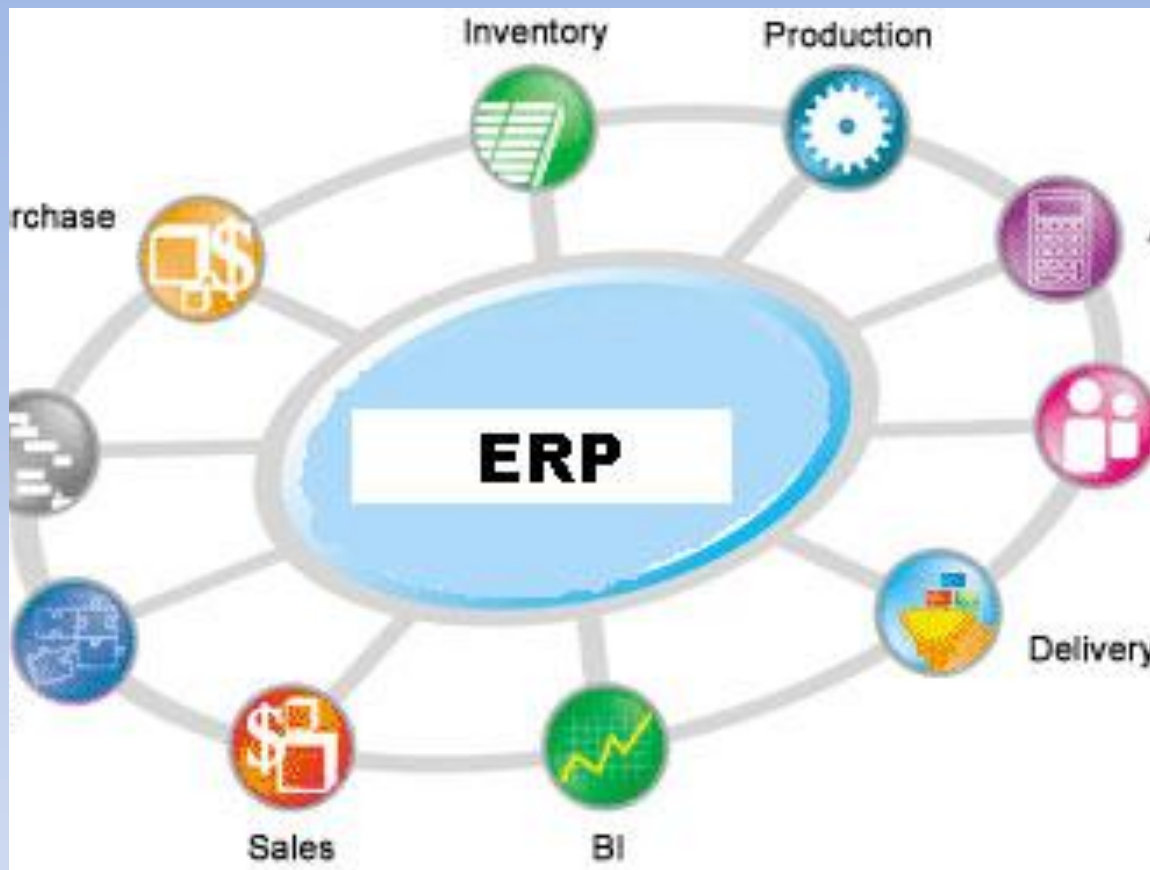 Inventory
Production
rchase
ERP
Delivery
Sales
BI